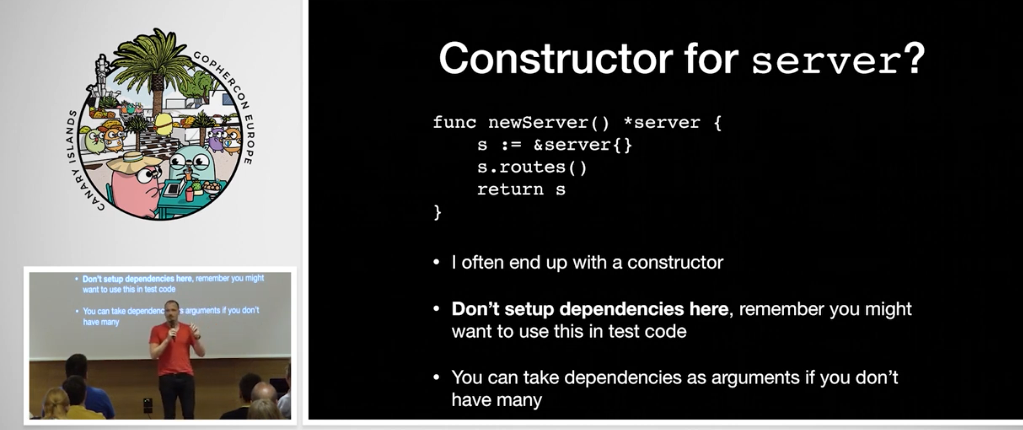 GOPHERCON EUROPE
CANARY ISLANDS
Constructor for server?
func newServer() *server {
s := &server{}
s.routes()
return s
}
• I often end up with a constructor
• Don't setup dependencies here, remember you might
want to use this in test code
• You can take dependencies as arguments if you don't
have many
• Don't setup dependencies here, remember you might
want to use this in test code
• You can take dependencies as arguments if you don't
have many